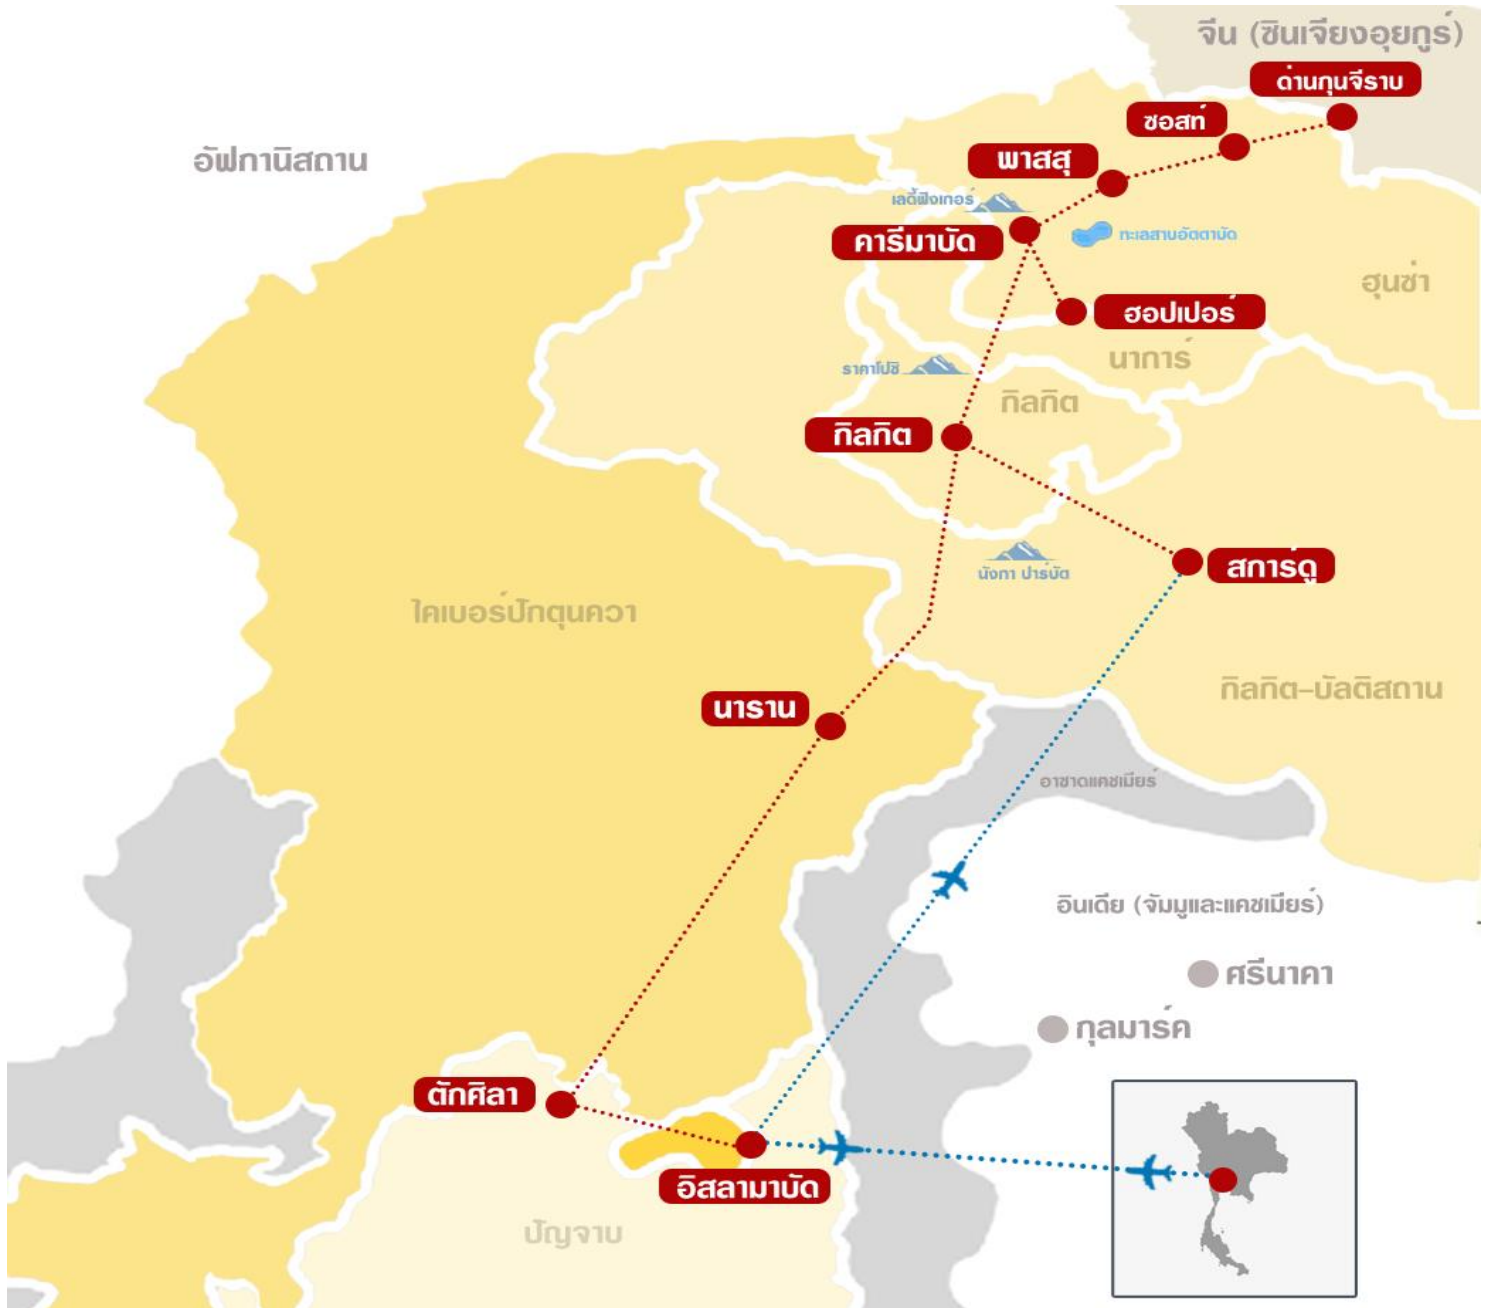 จีน (ซินเจียงอุยกูร์)
ด่านกุนจีราบ
ซอสท์
พาสสุ
อัฟกานิสถาน
เลดี้ฟิงเกอร์
คารีมาบัด
ทะเลสาบอัตตาบัด
ฮุนซ่า
ฮอปเปอร์
นาการ์
ราคาโปชิ
กิลกิต
กิลกิต
นังกา ปาร์บัต
สการ์ดู
ไคเบอร์ปักตุนควา
กิลกิต–บัลติสถาน
นาราน
อาซาดแคชเมียร์
อินเดีย (จัมมูและแคชเมียร์)
ศรีนาคา
กุลมาร์ค
ตักศิลา
อิสลามาบัด
ปัญจาบ